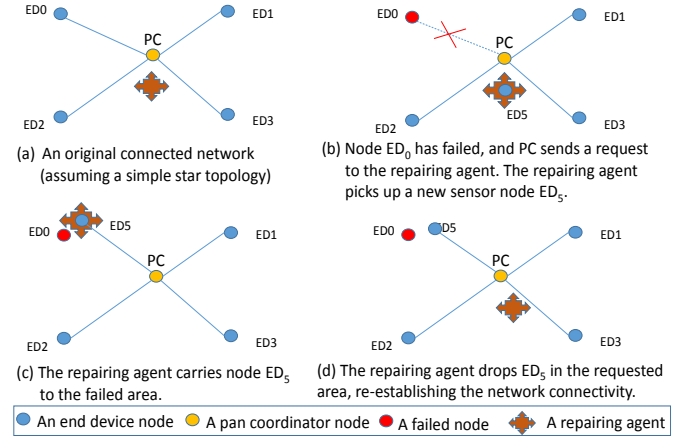 ED0
ED1
PC
ED2
ED3
(a) An original connected network
(assuming a simple star topology)
ED0
ED1
PC
ED5
ED2
ED3
(b) Node ED0 has failed, and PC sends a request
to the repairing agent. The repairing agent
picks up a new sensor node ED5.
ED5
ED0
ED1
PC
ED2
ED3
(c) The repairing agent carries node ED5
to the failed area.
ED0
ED5
ED1
PC
ED2
ED3
(d) The repairing agent drops ED5 in the requested
area, re-establishing the network connectivity.
An end device node A pan coordinator node A failed node A repairing agent